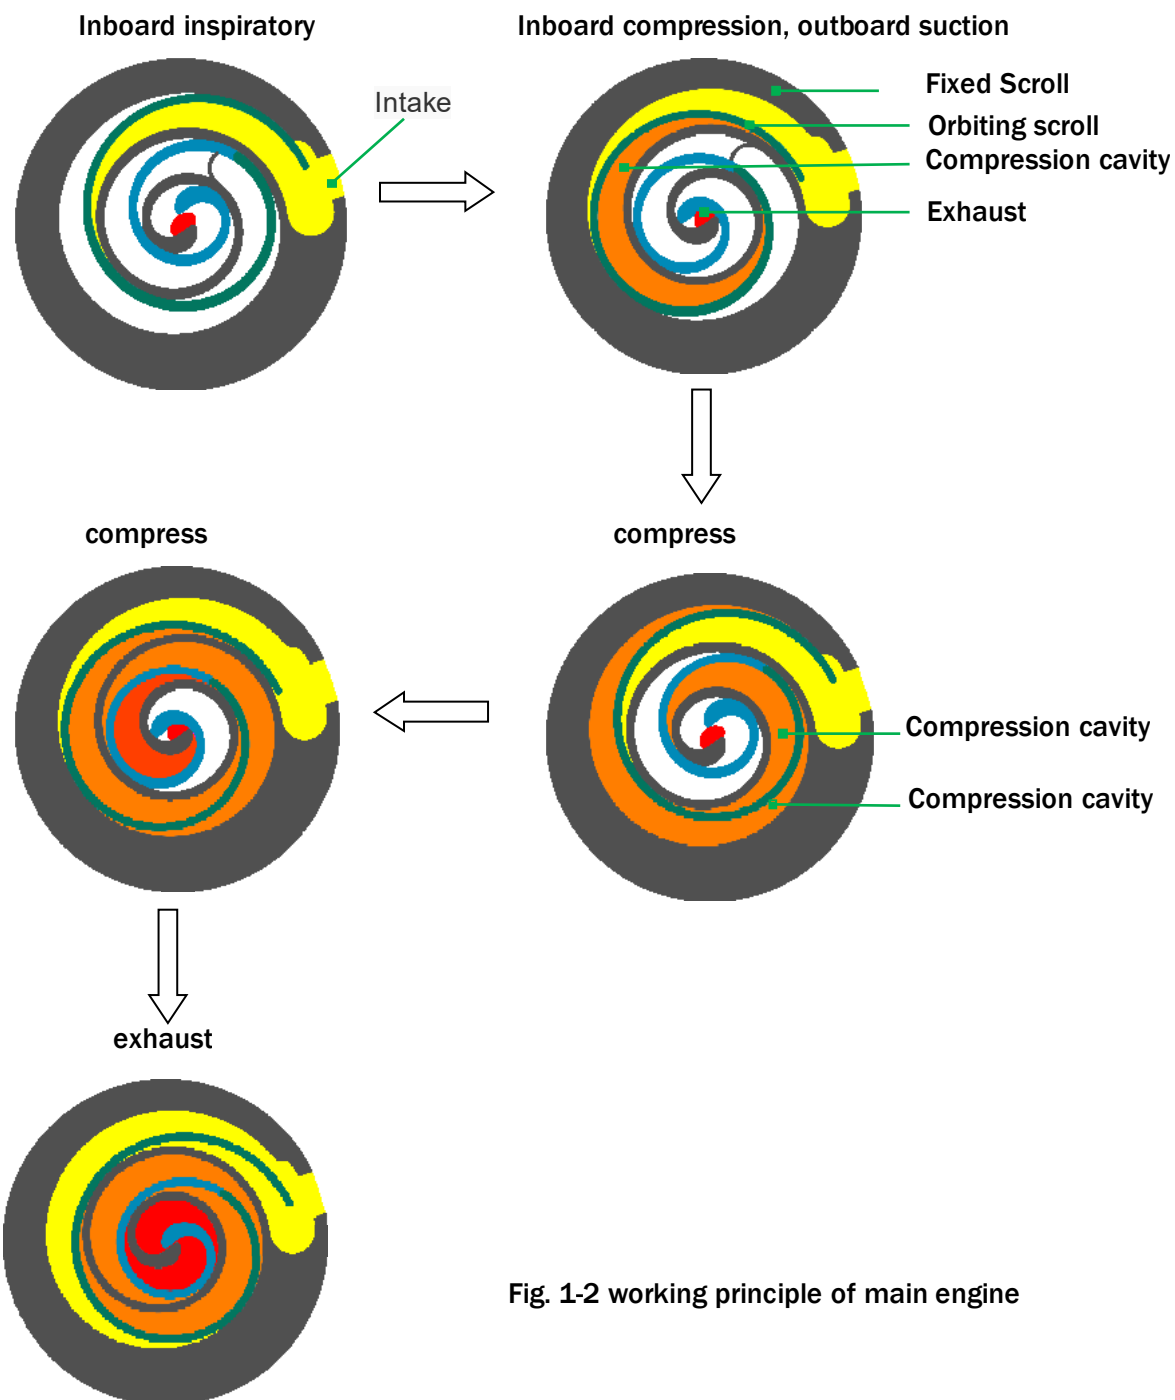 Inboard inspiratory
Inboard compression, outboard suction
Intake
Fixed Scroll
Orbiting scroll
Compression cavity
Exhaust
compress
compress
Compression cavity
Compression cavity
exhaust
Fig. 1-2 working principle of main engine